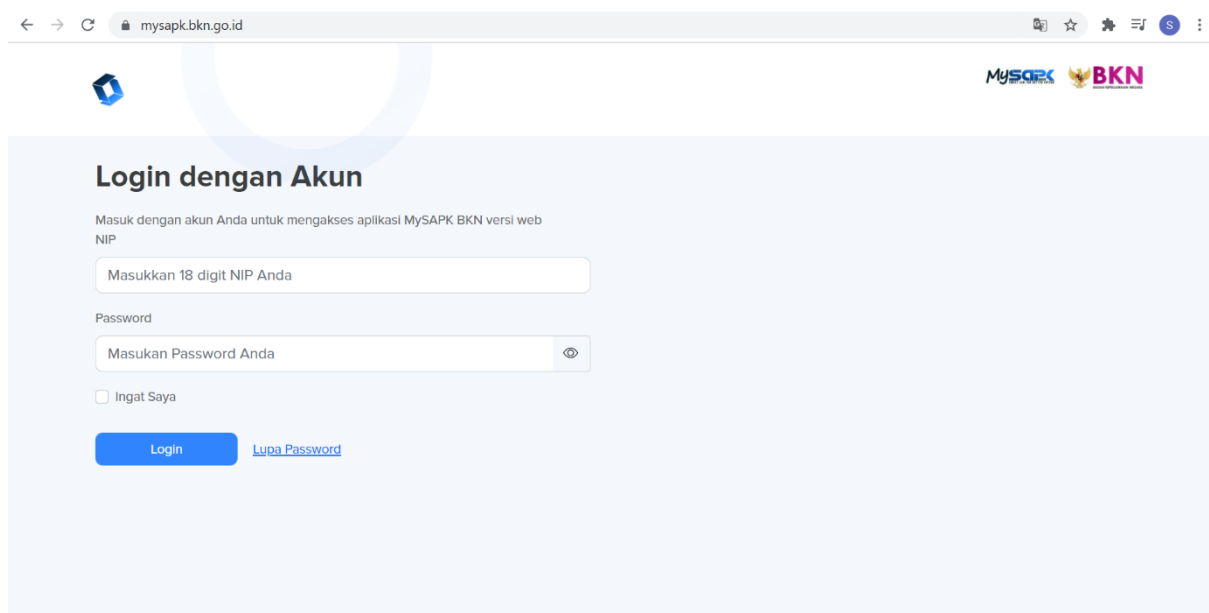 mysapk.bkn.go.id
S
MySAPK BKN
Login dengan Akun
Masuk dengan akun Anda untuk mengakses aplikasi MySAPK BKN versi web
NIP
Masukkan 18 digit NIP Anda
Password
Masukan Password Anda
Ingat Saya
Login Lupa Password